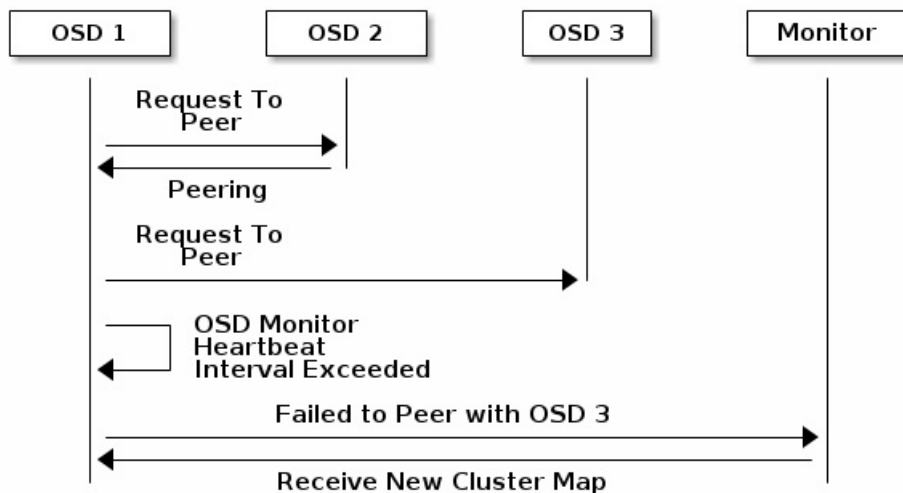 OSD 1
OSD 2
OSD 3
Monitor
Request To
Peer
Peering
Request To
Peer
OSD Monitor
Heartbeat
Interval Exceeded
Failed to Peer with OSD 3
Receive New Cluster Map